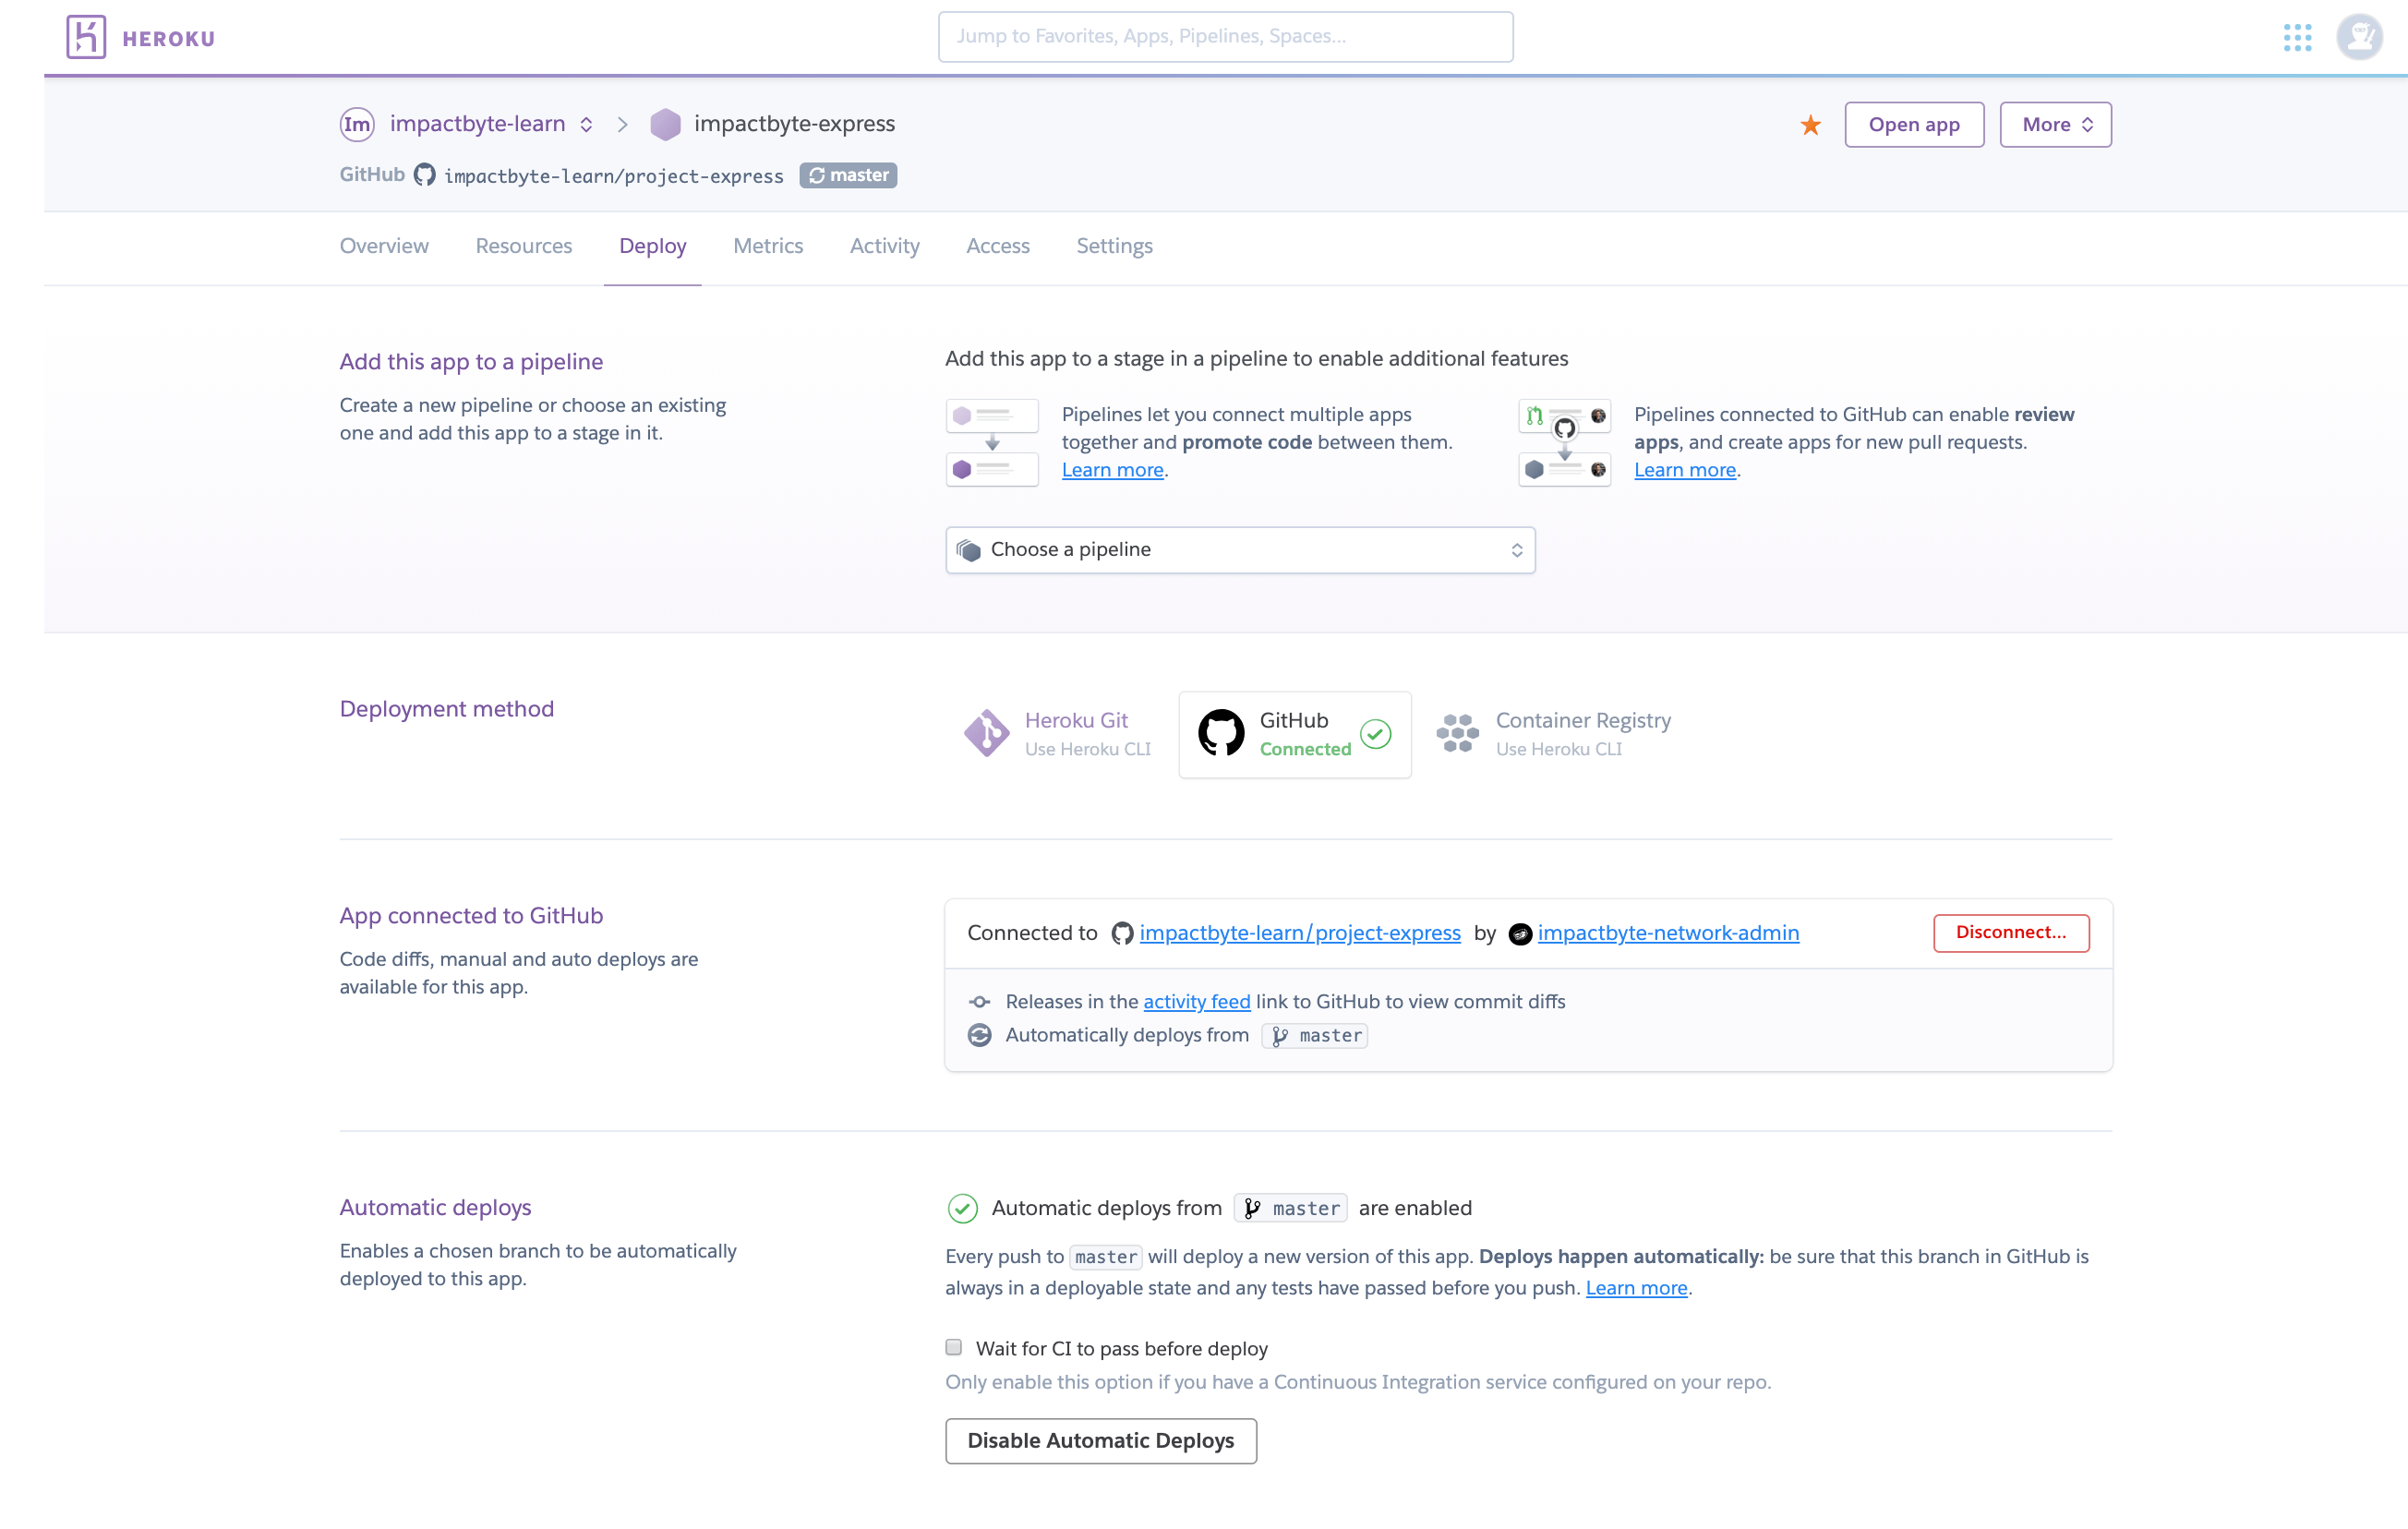 HEROKU
Jump to Favorites, Apps, Pipelines, Spaces...
Im impactbyte-learn > impactbyte-express
Open app
More
GitHub impactbyte-learn/project-express master
Overview Resources Deploy Metrics Activity Access Settings
Add this app to a pipeline
Create a new pipeline or choose an existing
one and add this app to a stage in it.
Add this app to a stage in a pipeline to enable additional features
Pipelines let you connect multiple apps
together and promote code between them.
Learn more.
Pipelines connected to GitHub can enable review
apps, and create apps for new pull requests.
Learn more.
Choose a pipeline
Deployment method
Heroku Git
Use Heroku CLI
GitHub
Connected
Container Registry
Use Heroku CLI
App connected to GitHub
Code diffs, manual and auto deploys are
available for this app.
Connected to impactbyte-learn/project-express by impactbyte-network-admin
Disconnect...
Releases in the activity feed link to GitHub to view commit diffs
Automatically deploys from master
Automatic deploys
Enables a chosen branch to be automatically
deployed to this app.
Automatic deploys from master are enabled
Every push to master will deploy a new version of this app. Deploys happen automatically: be sure that this branch in GitHub is
always in a deployable state and any tests have passed before you push. Learn more.
Wait for CI to pass before deploy
Only enable this option if you have a Continuous Integration service configured on your repo.
Disable Automatic Deploys